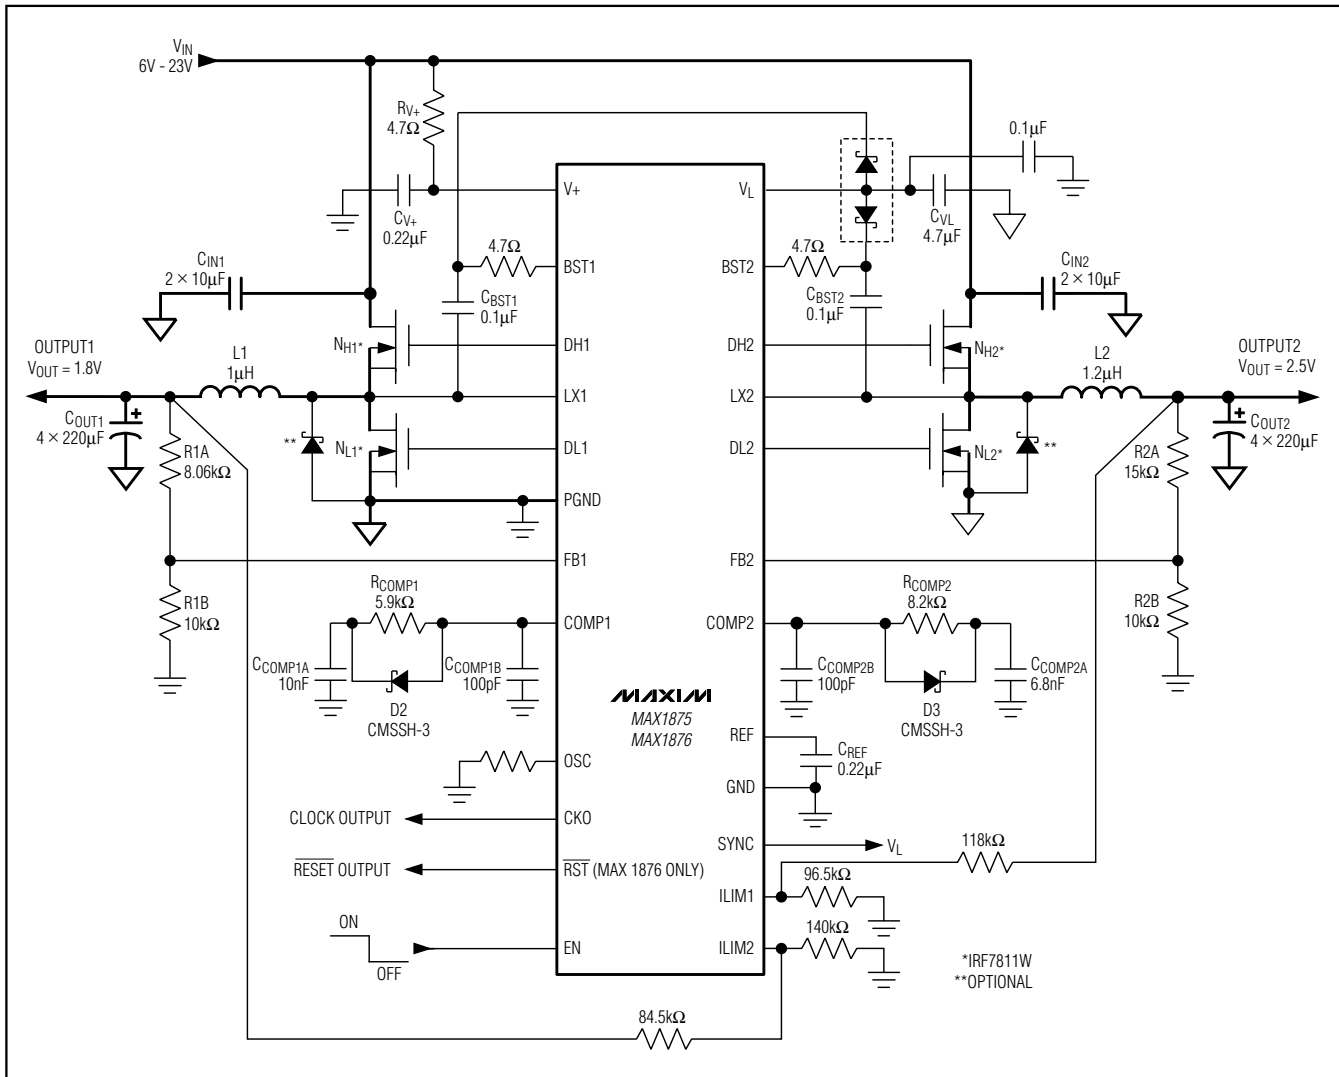 VIN
6V - 23V
RV+
4.7Ω
0.1μF
V+
VL
CV+
0.22μF
CVL
4.7μF
4.7Ω
BST1
BST2
4.7Ω
CIN1
2 × 10μF
CBST1
0.1μF
CBST2
0.1μF
CIN2
2 × 10μF
NH1*
DH1
DH2
NH2*
OUTPUT1
VOUT = 1.8V
L1
1μH
LX1
LX2
L2
1.2μH
OUTPUT2
VOUT = 2.5V
COUT1
4 × 220μF
R1A
8.06kΩ
**
NL1*
DL1
DL2
NL2*
**
R2A
15kΩ
COUT2
4 × 220μF
PGND
FB1
FB2
R1B
10kΩ
RCOMP1
5.9kΩ
COMP1
COMP2
RCOMP2
8.2kΩ
R2B
10kΩ
CCOMP1A
10nF
CCOMP1B
100pF
CCOMP2B
100pF
CCOMP2A
6.8nF
D2
CMSSH-3
D3
CMSSH-3
MAXIM
MAX1875
MAX1876
REF
CREF
0.22μF
OSC
GND
CLOCK OUTPUT
CKO
SYNC
VL
118kΩ
RESET OUTPUT
RST (MAX 1876 ONLY)
ILIM1
96.5kΩ
ON
OFF
EN
ILIM2
140kΩ
*IRF7811W
**OPTIONAL
84.5kΩ